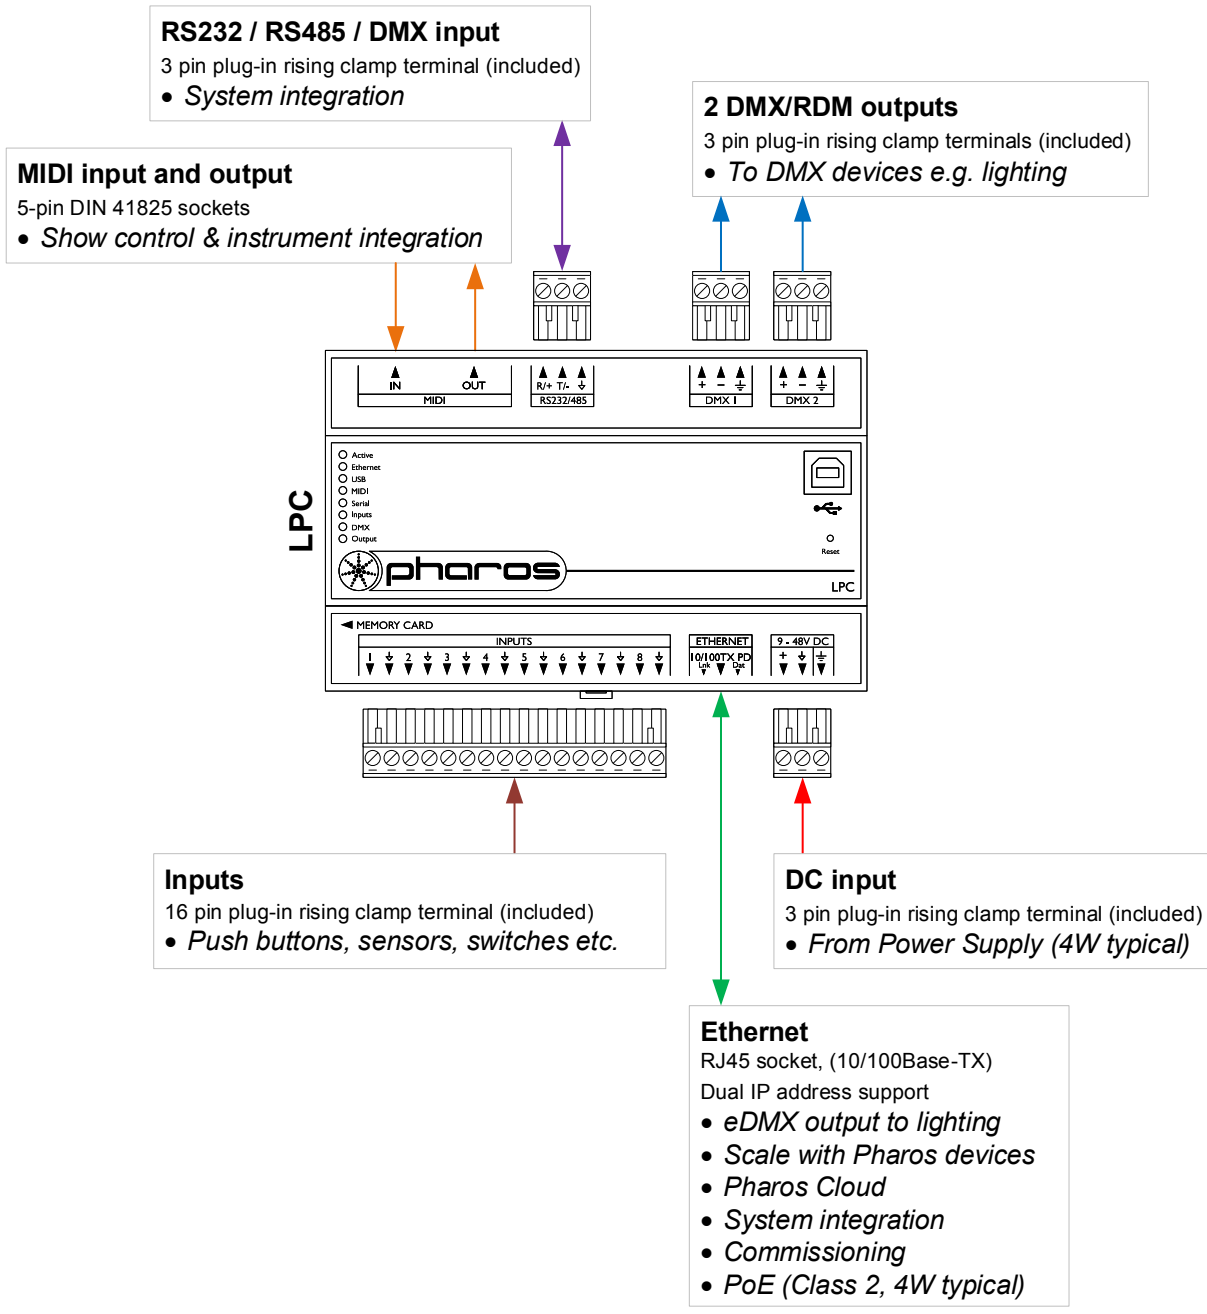 RS232 / RS485 / DMX input
3 pin plug-in rising clamp terminal (included)
• System integration
2 DMX/RDM outputs
3 pin plug-in rising clamp terminals (included)
• To DMX devices e.g. lighting
MIDI input and output
5-pin DIN 41825 sockets
• Show control & instrument integration
IN OUT
MIDI
R/+ T/-
RS232/485
+ −
DMX 1
+ −
DMX 2
LPC
Active
Ethernet
USB
MIDI
Serial
Inputs
DMX
Output
Reset
pharos
LPC
MEMORY CARD
INPUTS
1 2 3 4 5 6 7 8
ETHERNET
10/100TX PD
Lnk Dat
9 - 48V DC
+
Inputs
16 pin plug-in rising clamp terminal (included)
• Push buttons, sensors, switches etc.
DC input
3 pin plug-in rising clamp terminal (included)
• From Power Supply (4W typical)
Ethernet
RJ45 socket, (10/100Base-TX)
Dual IP address support
• eDMX output to lighting
• Scale with Pharos devices
• Pharos Cloud
• System integration
• Commissioning
• PoE (Class 2, 4W typical)